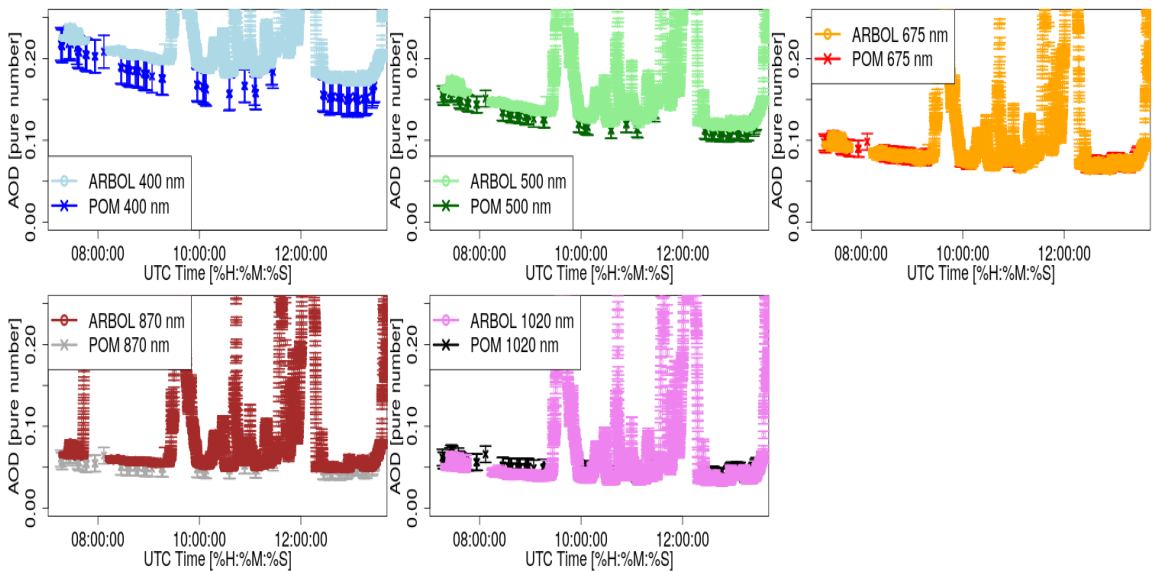 AOD [pure number]
0.00
0.10
0.20
ARBOL 400 nm
POM 400 nm
08:00:00 10:00:00 12:00:00
UTC Time [%H:%M:%S]
AOD [pure number]
0.00
0.10
0.20
ARBOL 500 nm
POM 500 nm
08:00:00 10:00:00 12:00:00
UTC Time [%H:%M:%S]
AOD [pure number]
0.00
0.10
0.20
ARBOL 675 nm
POM 675 nm
08:00:00 10:00:00 12:00:00
UTC Time [%H:%M:%S]
AOD [pure number]
0.00
0.10
0.20
ARBOL 870 nm
POM 870 nm
08:00:00 10:00:00 12:00:00
UTC Time [%H:%M:%S]
AOD [pure number]
0.00
0.10
0.20
ARBOL 1020 nm
POM 1020 nm
08:00:00 10:00:00 12:00:00
UTC Time [%H:%M:%S]